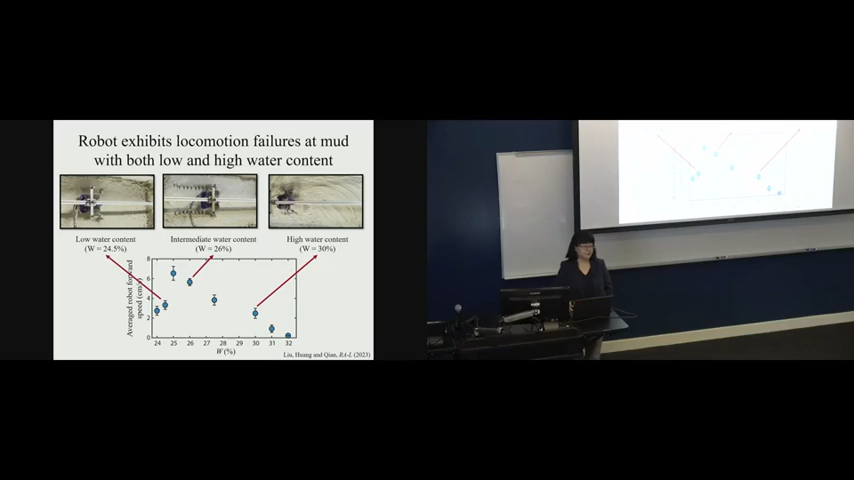 Robot exhibits locomotion failures at mud
with both low and high water content
Low water content
(W = 24.5%)
Intermediate water content
(W = 26%)
High water content
(W = 30%)
Averaged robot forward
speed (cm/s)
8
6
4
2
0
24 25 26 27 28 29 30 31 32
W (%)
Liu, Huang and Qian, RA-L (2023)